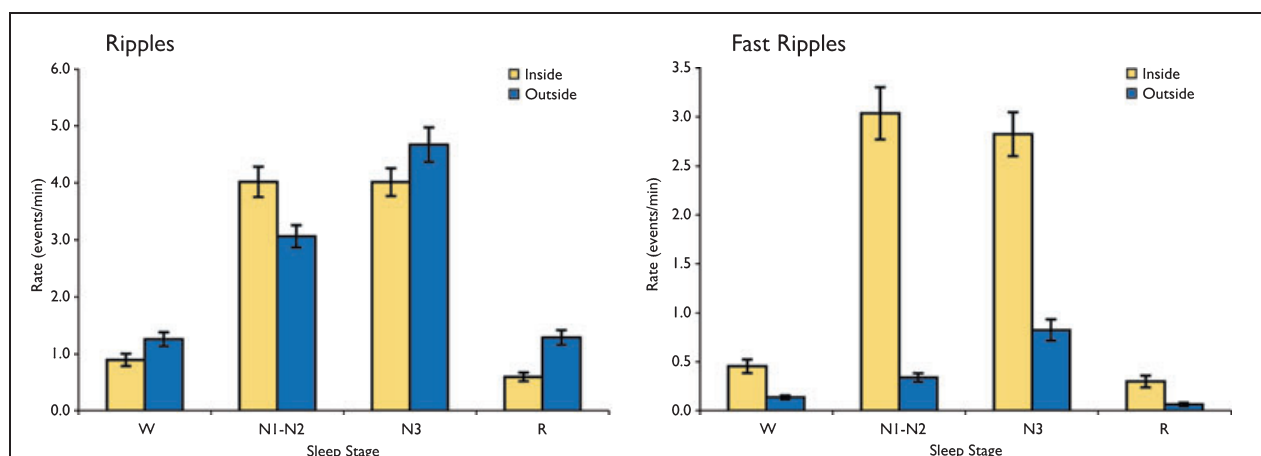 Ripples
Inside
Outside
Rate (events/min)
6.0
5.0
4.0
3.0
2.0
1.0
0.0
W N1-N2 N3 R
Sleep Stage
Fast Ripples
Inside
Outside
Rate (events/min)
3.5
3.0
2.5
2.0
1.5
1.0
0.5
0.0
W N1-N2 N3 R
Sleep Stage